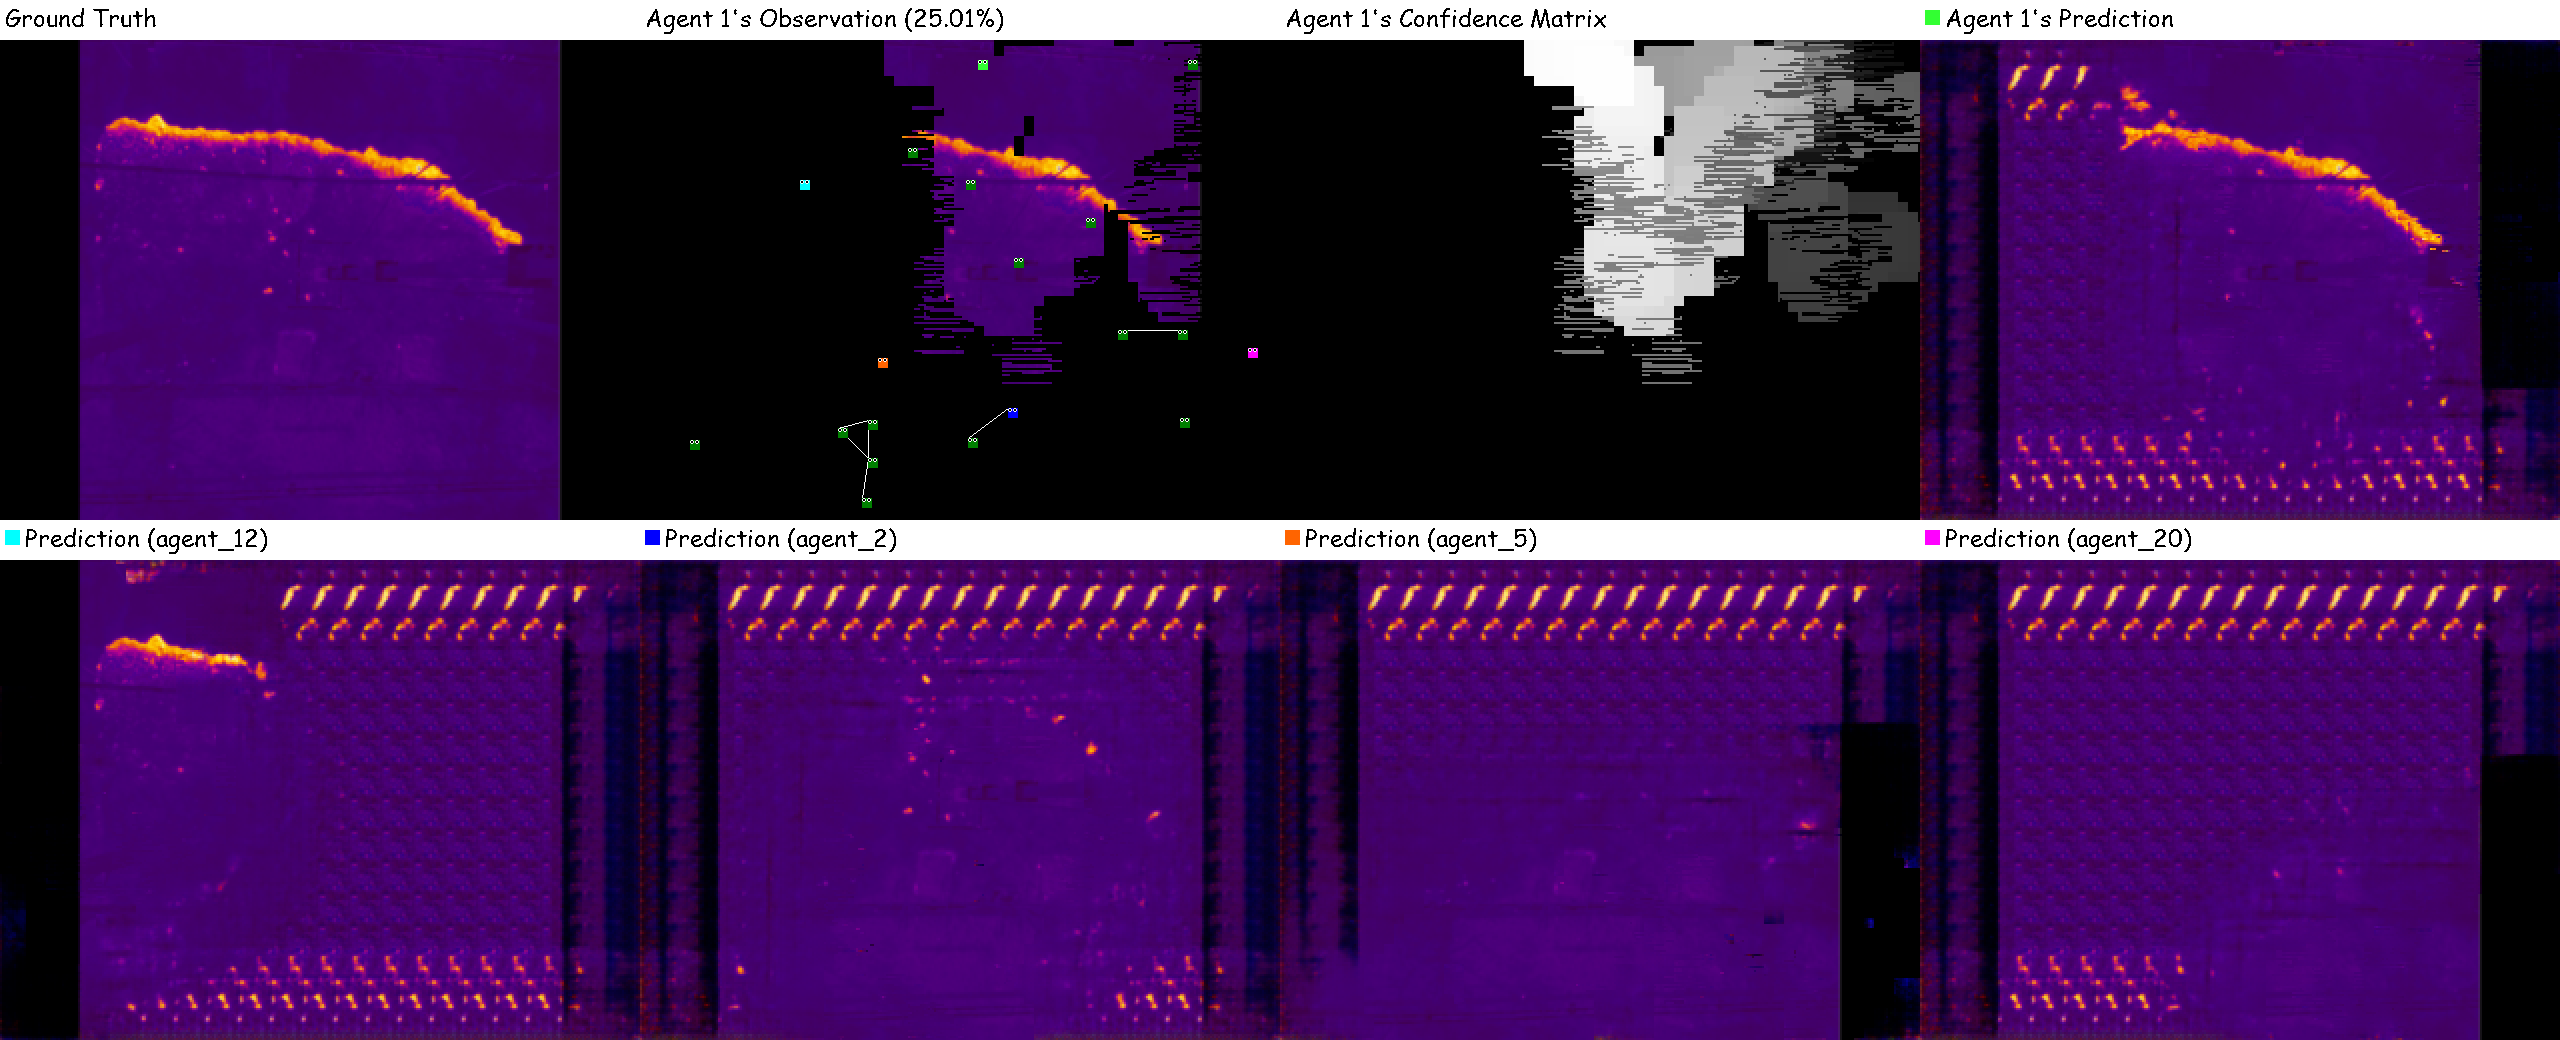 Ground Truth
Agent 1's Observation (25.01%)
Agent 1's Confidence Matrix
Agent 1's Prediction
Prediction (agent_12)
Prediction (agent_2)
Prediction (agent_5)
Prediction (agent_20)